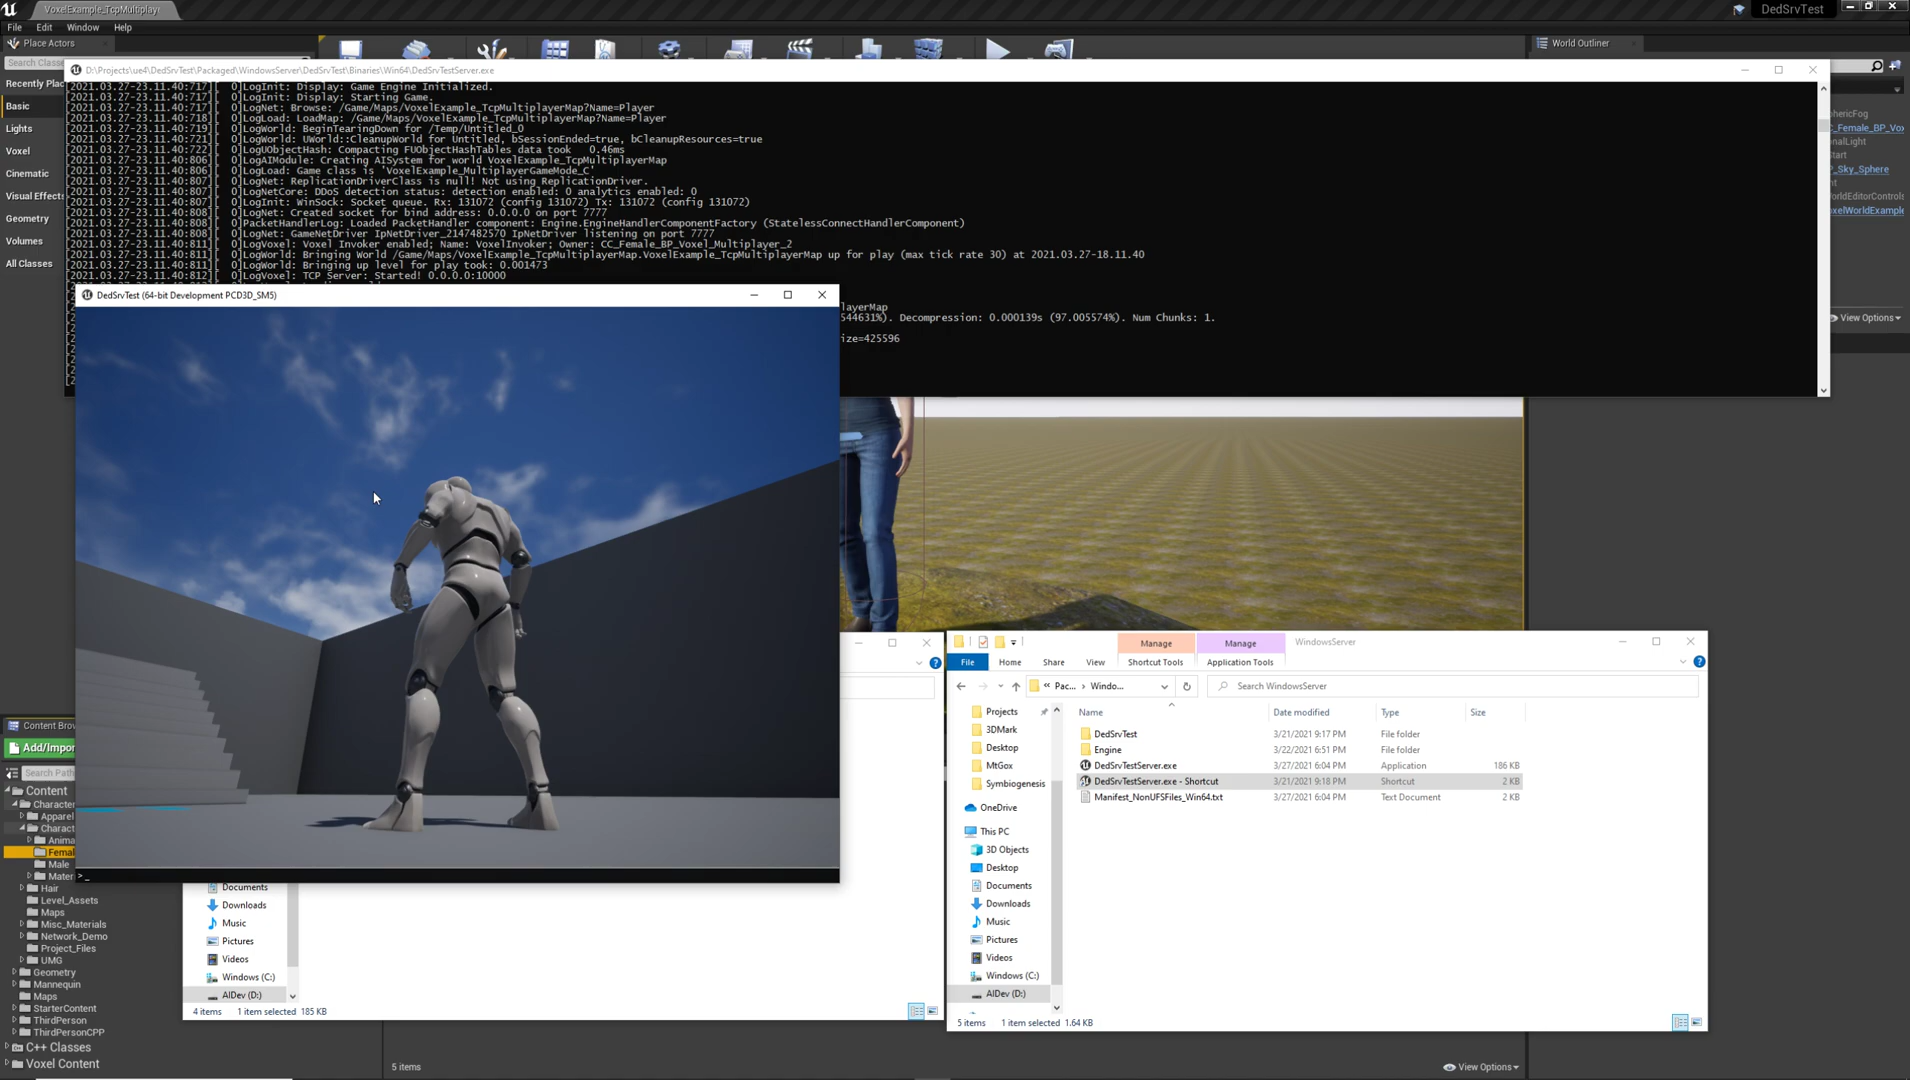 VoxelExample_TcpMultiplay
DedSrvTest
File Edit Window Help
Place Actors
World Outliner
Search Classe
D:\Projects\ue4\DedSrvTest\Packaged\WindowsServer\DedSrvTest\Binaries\Win64\DedSrvTestServer.exe
Recently Plac
Basic
Lights
Voxel
Cinematic
Visual Effects
Geometry
Volumes
All Classes
[2021.03.27-23.11.40:717][  0]LogInit: Display: Game Engine Initialized.
[2021.03.27-23.11.40:717][  0]LogInit: Display: Starting Game.
[2021.03.27-23.11.40:717][  0]LogNet: Browse: /Game/Maps/VoxelExample_TcpMultiplayerMap?Name=Player
[2021.03.27-23.11.40:718][  0]LogLoad: LoadMap: /Game/Maps/VoxelExample_TcpMultiplayerMap?Name=Player
[2021.03.27-23.11.40:719][  0]LogWorld: BeginTearingDown for /Temp/Untitled_0
[2021.03.27-23.11.40:721][  0]LogWorld: UWorld::CleanupWorld for Untitled, bSessionEnded=true, bCleanupResources=true
[2021.03.27-23.11.40:722][  0]LogUObjectHash: Compacting FUObjectHashTables data took   0.46ms
[2021.03.27-23.11.40:806][  0]LogAIModule: Creating AISystem for world VoxelExample_TcpMultiplayerMap
[2021.03.27-23.11.40:806][  0]LogLoad: Game class is 'VoxelExample_MultiplayerGameMode_C'
[2021.03.27-23.11.40:807][  0]LogNet: ReplicationDriverClass is null! Not using ReplicationDriver.
[2021.03.27-23.11.40:807][  0]LogNetCore: DDoS detection status: detection enabled: 0 analytics enabled: 0
[2021.03.27-23.11.40:807][  0]LogInit: WinSock: Socket queue. Rx: 131072 (config 131072) Tx: 131072 (config 131072)
[2021.03.27-23.11.40:808][  0]LogNet: Created socket for bind address: 0.0.0.0 on port 7777
[2021.03.27-23.11.40:808][  0]PacketHandlerLog: Loaded PacketHandler component: Engine.EngineHandlerComponentFactory (StatelessConnectHandlerComponent)
[2021.03.27-23.11.40:808][  0]LogNet: GameNetDriver IpNetDriver_2147482570 IpNetDriver listening on port 7777
[2021.03.27-23.11.40:811][  0]LogVoxel: Voxel Invoker enabled; Name: VoxelInvoker; Owner: CC_Female_BP_Voxel_Multiplayer_2
[2021.03.27-23.11.40:811][  0]LogWorld: Bringing World /Game/Maps/VoxelExample_TcpMultiplayerMap.VoxelExample_TcpMultiplayerMap up for play (max tick rate 30) at 2021.03.27-18.11.40
[2021.03.27-23.11.40:811][  0]LogWorld: Bringing up level for play took: 0.001473
[2021.03.27-23.11.40:812][  0]LogVoxel: TCP Server: Started! 0.0.0.0:10000
layerMap
544631%). Decompression: 0.000139s (97.005574%). Num Chunks: 1.
ize=425596
phericFog
C_Female_BP_Vox
onalLight
Start
P_Sky_Sphere
nt
WorldEditorControls
oxelWorldExample
View Options
DedSrvTest (64-bit Development PCD3D_SM5)
>_
Content Brow
Add/Impor
Search Path
Content
Character
Apparel
Charact
Anima
Femal
Male
Mater
Hair
Level_Assets
Maps
Misc_Materials
Network_Demo
Project_Files
UMG
Geometry
Mannequin
Maps
StarterContent
ThirdPerson
ThirdPersonCPP
C++ Classes
Voxel Content
Documents
Downloads
Music
Pictures
Videos
Windows (C:)
AIDev (D:)
4 items 1 item selected 185 KB
Manage Manage WindowsServer
File Home Share View Shortcut Tools Application Tools
« Pac... › Windo... Search WindowsServer
Projects
3DMark
Desktop
MtGox
Symbiogenesis
OneDrive
This PC
3D Objects
Desktop
Documents
Downloads
Music
Pictures
Videos
Windows (C:)
AIDev (D:)
Name Date modified Type Size
DedSrvTest 3/21/2021 9:17 PM File folder
Engine 3/22/2021 6:51 PM File folder
DedSrvTestServer.exe 3/27/2021 6:04 PM Application 186 KB
DedSrvTestServer.exe - Shortcut 3/21/2021 9:18 PM Shortcut 2 KB
Manifest_NonUFSFiles_Win64.txt 3/27/2021 6:04 PM Text Document 2 KB
5 items 1 item selected 1.64 KB
5 items
View Options